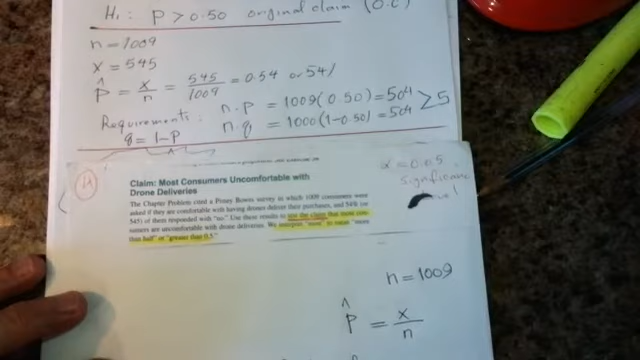 H₁: P > 0.50 original claim (O.C)
n = 1009
x = 545
p̂ = x/n = 545/1009 = 0.54 or 54%
Requirements: n.p = 1009(0.50) = 504 ≥ 5
q = 1-P n.q = 1000(1-0.50) = 504
Claim: Most Consumers Uncomfortable with
Drone Deliveries
α = 0.05
significance
The Chapter Problem cited a Pitney Bowes survey in which 1009 consumers were
asked if they are comfortable with having drones deliver their purchases, and 54% (or
545) of them responded with "no." Use these results to test the claim that most con-
sumers are uncomfortable with drone deliveries. We interpret "most" to mean "more
than half" or "greater than 0.5."
n = 1009
p̂ = x/n